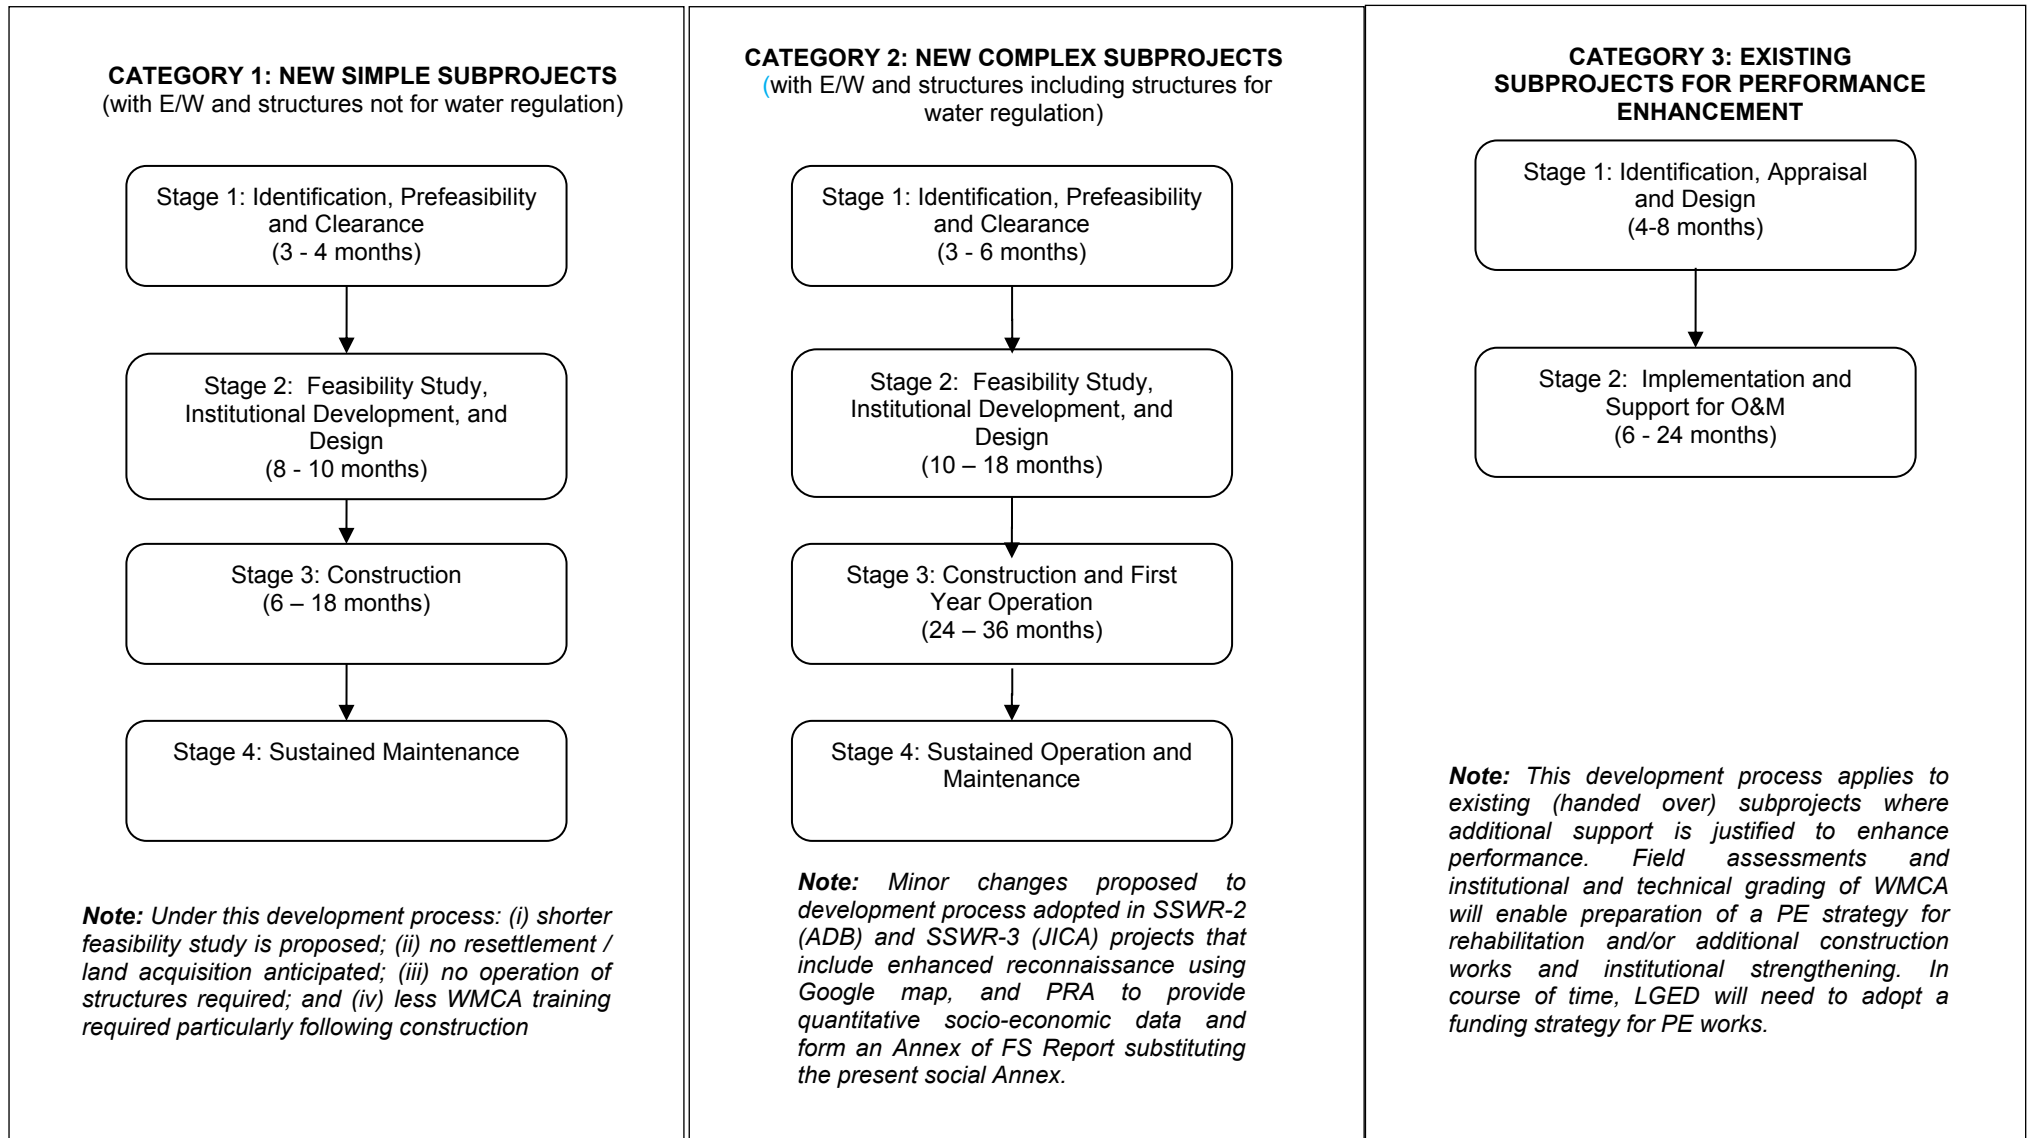 CATEGORY 1: NEW SIMPLE SUBPROJECTS
(with E/W and structures not for water regulation)
Stage 1: Identification, Prefeasibility
and Clearance
(3 - 4 months)
Stage 2:  Feasibility Study,
Institutional Development, and
Design
(8 - 10 months)
Stage 3: Construction
(6 – 18 months)
Stage 4: Sustained Maintenance
Note: Under this development process: (i) shorter
feasibility study is proposed; (ii) no resettlement /
land acquisition anticipated; (iii) no operation of
structures required; and (iv) less WMCA training
required particularly following construction
CATEGORY 2: NEW COMPLEX SUBPROJECTS
(with E/W and structures including structures for
water regulation)
Stage 1: Identification, Prefeasibility
and Clearance
(3 - 6 months)
Stage 2:  Feasibility Study,
Institutional Development, and
Design
(10 – 18 months)
Stage 3: Construction and First
Year Operation
(24 – 36 months)
Stage 4: Sustained Operation and
Maintenance
Note: Minor changes proposed to
development process adopted in SSWR-2
(ADB) and SSWR-3 (JICA) projects that
include enhanced reconnaissance using
Google map, and PRA to provide
quantitative socio-economic data and
form an Annex of FS Report substituting
the present social Annex.
CATEGORY 3: EXISTING
SUBPROJECTS FOR PERFORMANCE
ENHANCEMENT
Stage 1: Identification, Appraisal
and Design
(4-8 months)
Stage 2:  Implementation and
Support for O&M
(6 - 24 months)
Note: This development process applies to
existing (handed over) subprojects where
additional support is justified to enhance
performance. Field assessments and
institutional and technical grading of WMCA
will enable preparation of a PE strategy for
rehabilitation and/or additional construction
works and institutional strengthening. In
course of time, LGED will need to adopt a
funding strategy for PE works.